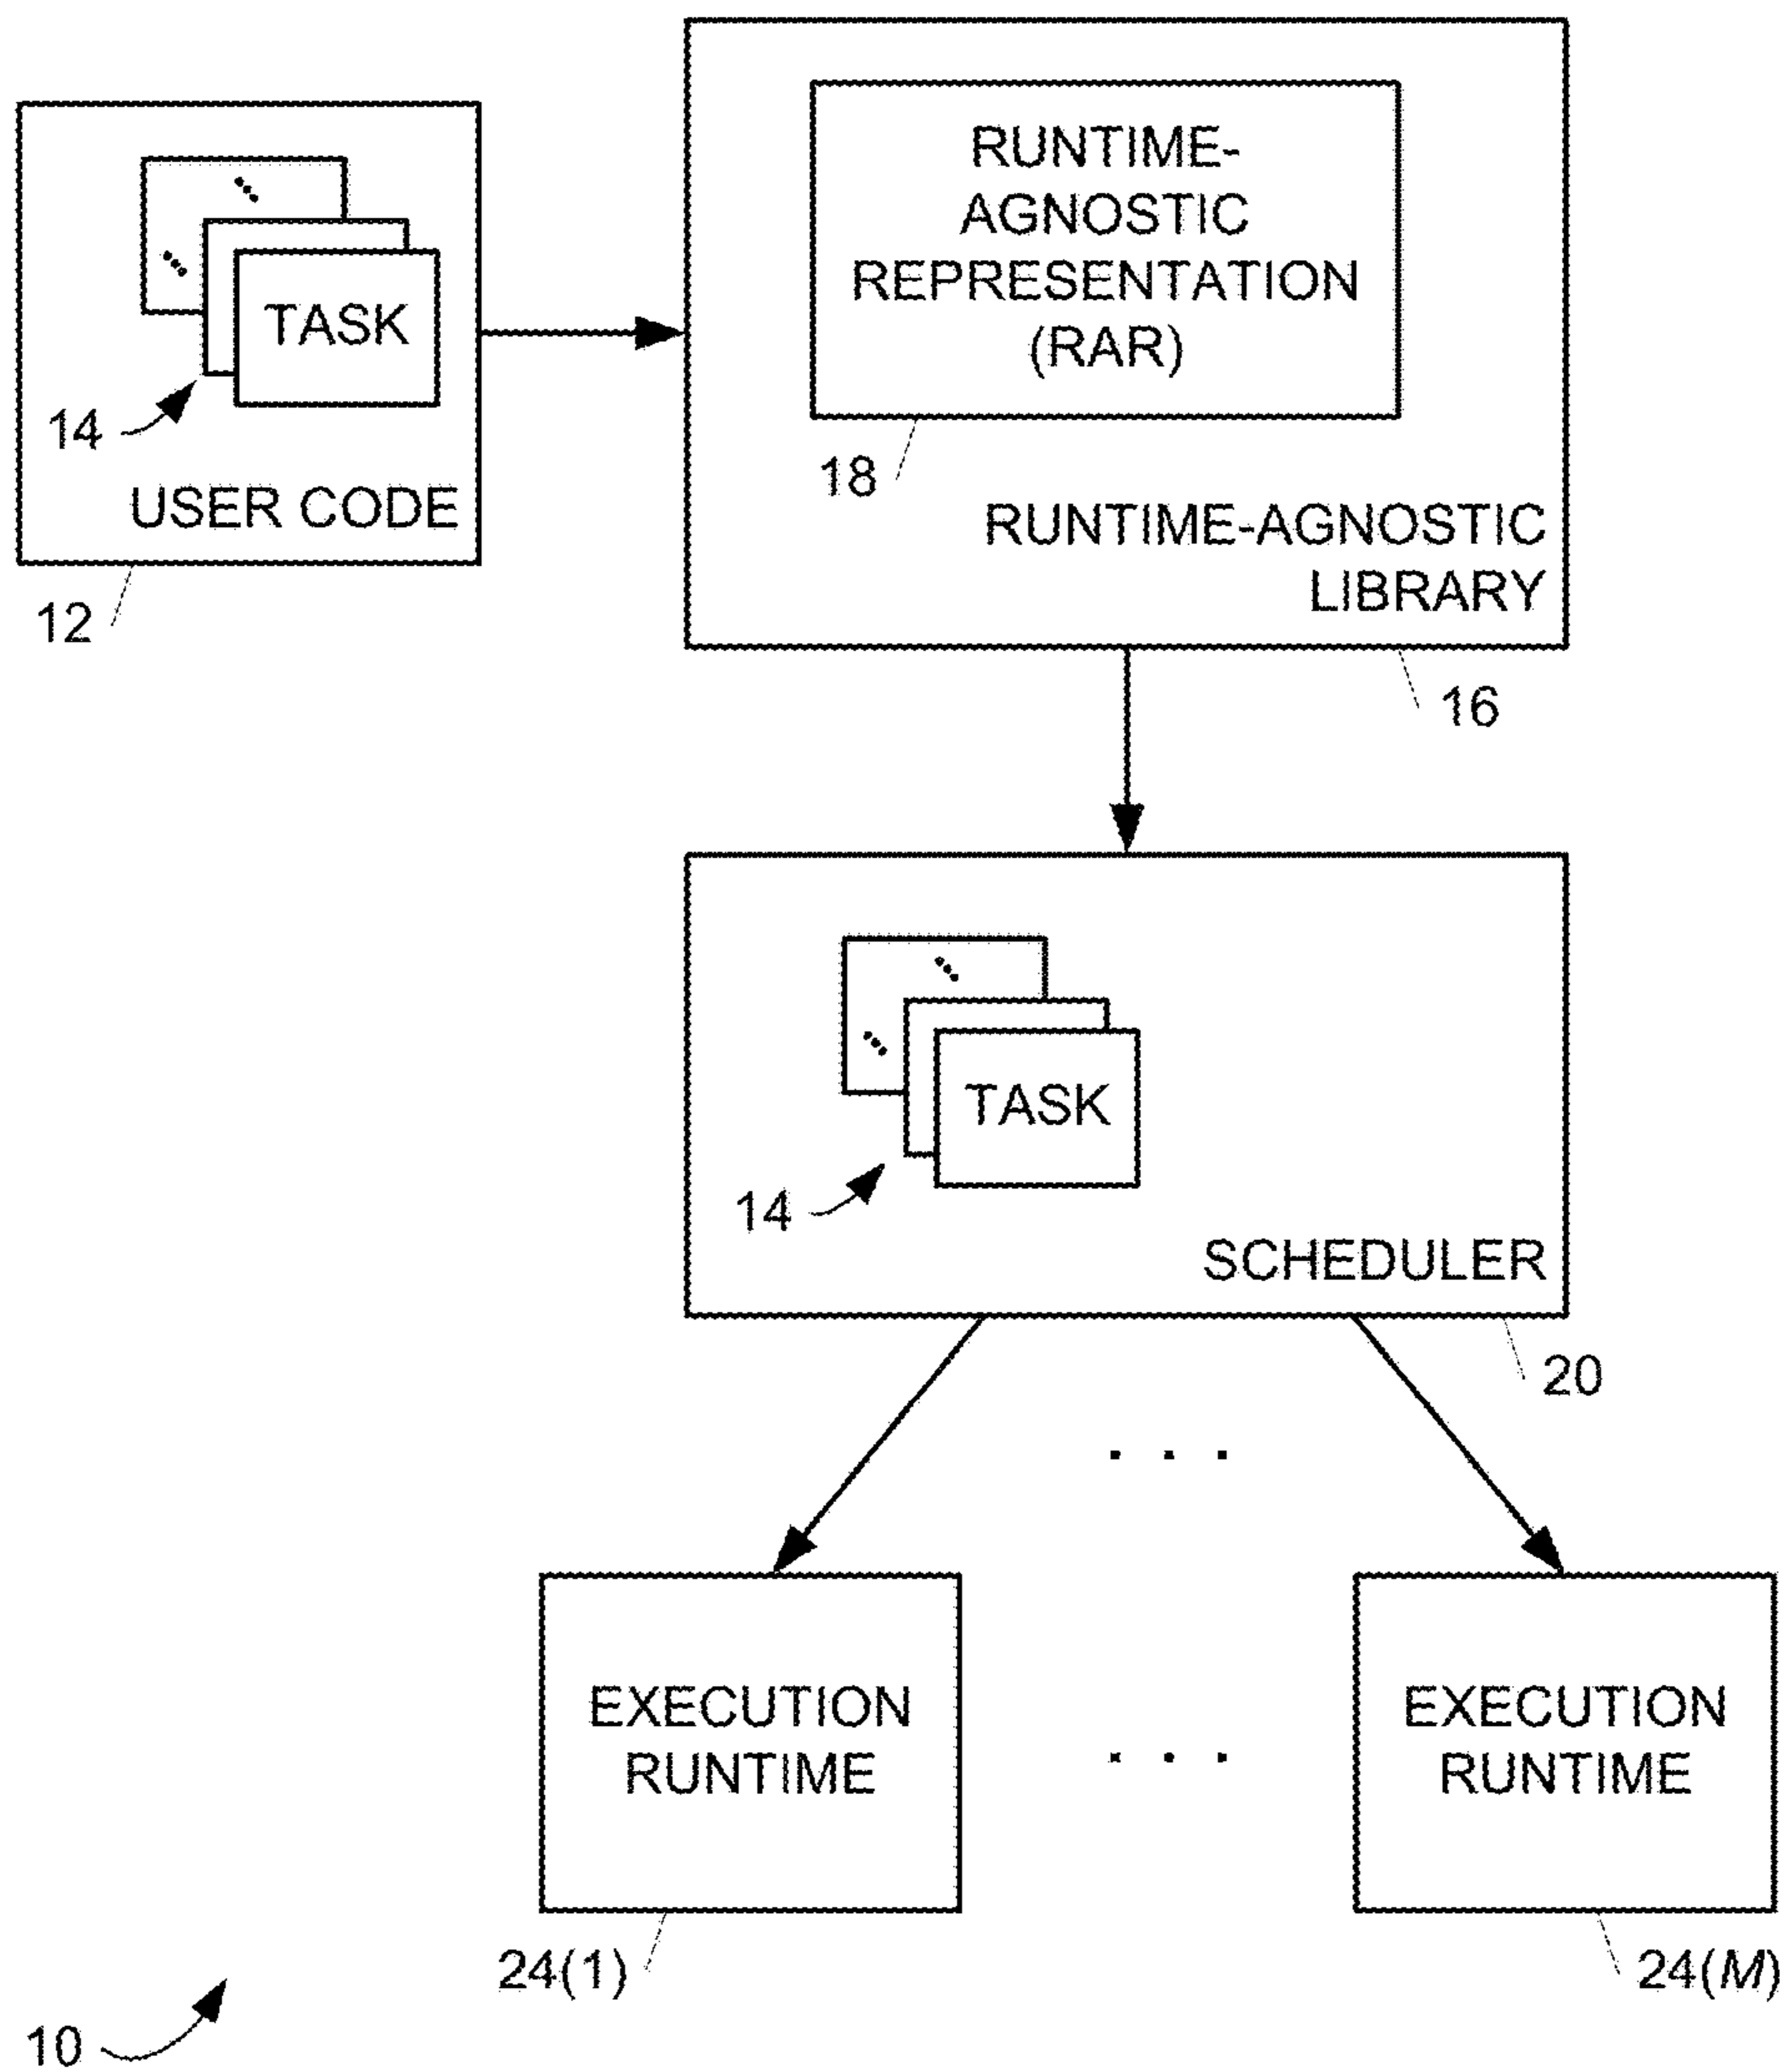 RUNTIME-
AGNOSTIC
REPRESENTATION
(RAR)
TASK
14
18
USER CODE
RUNTIME-AGNOSTIC
LIBRARY
12
16
TASK
14
SCHEDULER
20
. . .
EXECUTION
RUNTIME
. . .
EXECUTION
RUNTIME
24(1)
24(M)
10